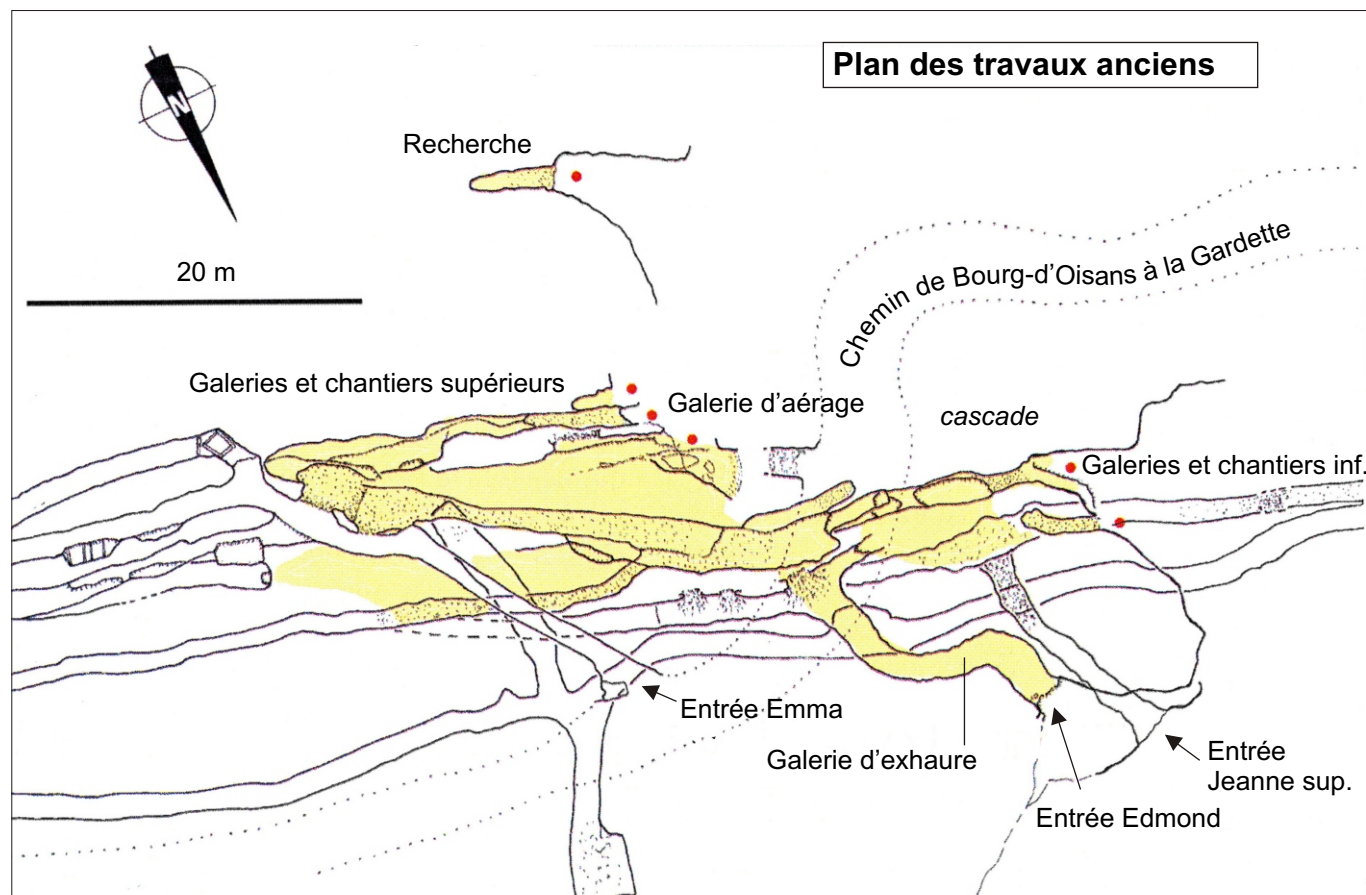 Plan des travaux anciens
N
Recherche
20 m
Chemin de Bourg-d'Oisans à la Gardette
Galeries et chantiers supérieurs
Galerie d'aérage
cascade
Galeries et chantiers inf.
Entrée Emma
Galerie d'exhaure
Entrée
Jeanne sup.
Entrée Edmond